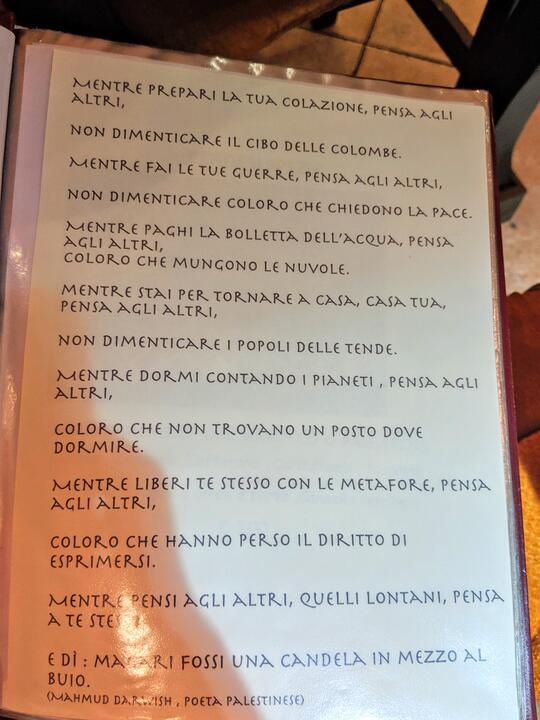 MENTRE PREPARI LA TUA COLAZIONE, PENSA AGLI
ALTRI,
NON DIMENTICARE IL CIBO DELLE COLOMBE.
MENTRE FAI LE TUE GUERRE, PENSA AGLI ALTRI,
NON DIMENTICARE COLORO CHE CHIEDONO LA PACE.
MENTRE PAGHI LA BOLLETTA DELL'ACQUA, PENSA
AGLI ALTRI,
COLORO CHE MUNGONO LE NUVOLE.
MENTRE STAI PER TORNARE A CASA, CASA TUA,
PENSA AGLI ALTRI,
NON DIMENTICARE I POPOLI DELLE TENDE.
MENTRE DORMI CONTANDO I PIANETI , PENSA AGLI
ALTRI,
COLORO CHE NON TROVANO UN POSTO DOVE
DORMIRE.
MENTRE LIBERI TE STESSO CON LE METAFORE, PENSA
AGLI ALTRI,
COLORO CHE HANNO PERSO IL DIRITTO DI
ESPRIMERSI.
MENTRE PENSI AGLI ALTRI, QUELLI LONTANI, PENSA
A TE
E DÌ : MAGARI FOSSI UNA CANDELA IN MEZZO AL
BUIO.
(MAHMUD DARWISH , POETA PALESTINESE)